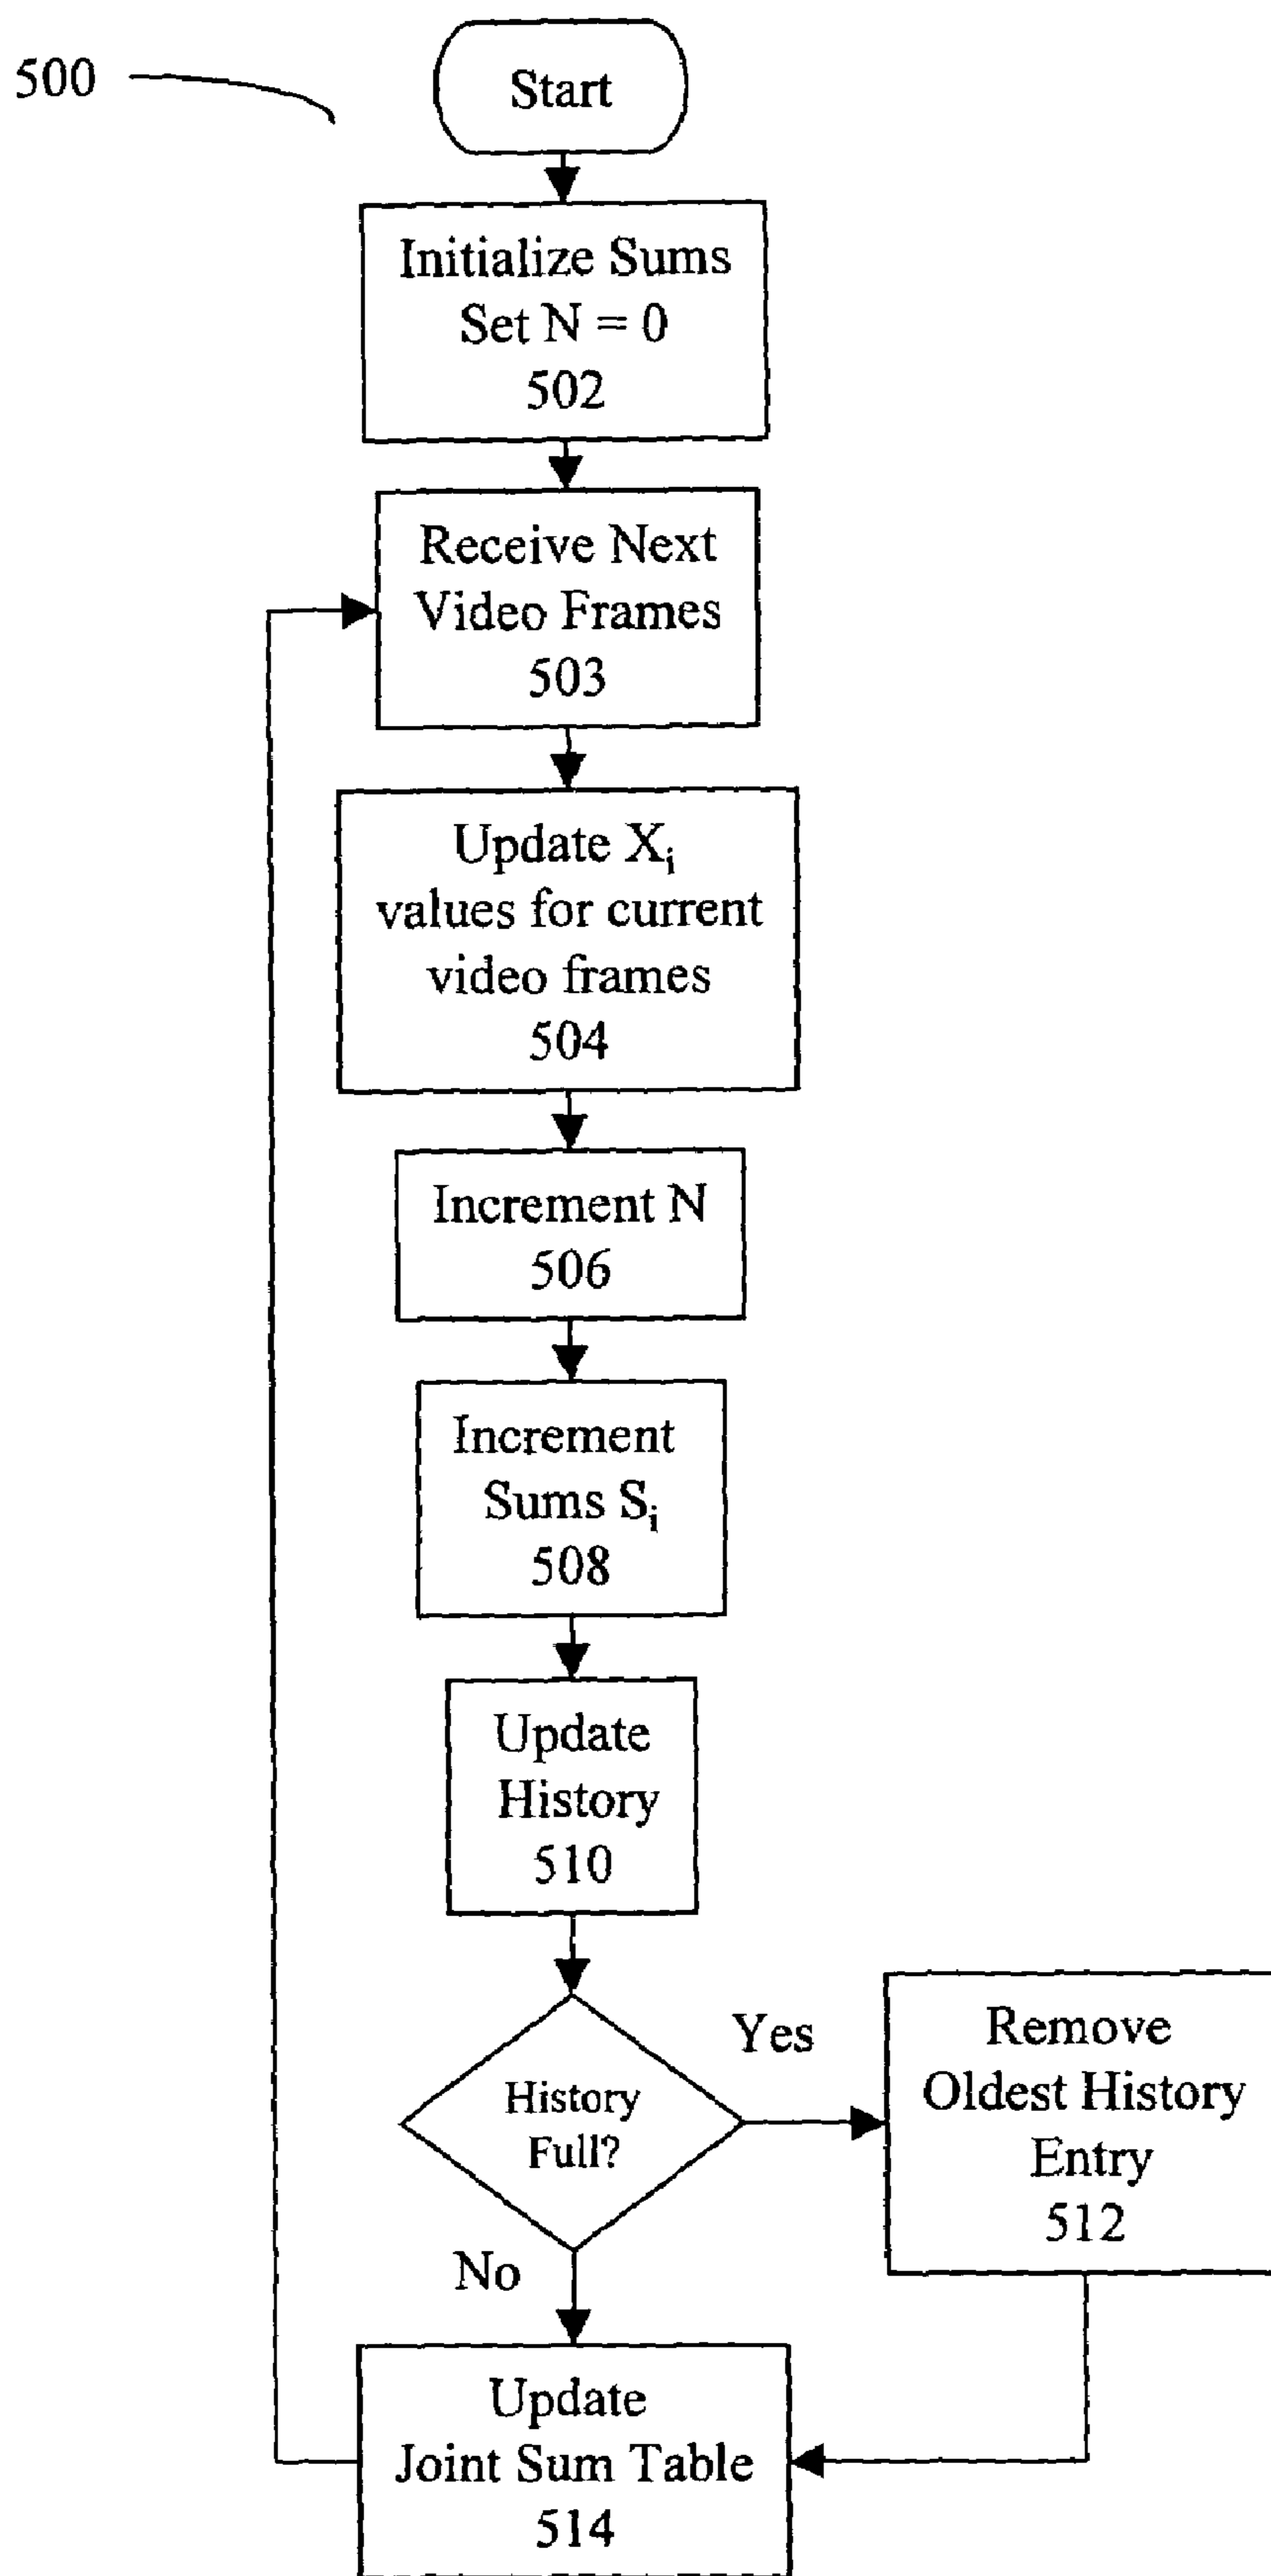 500
Start
Initialize Sums
Set N = 0
502
Receive Next
Video Frames
503
Update Xi
values for current
video frames
504
Increment N
506
Increment
Sums Si
508
Update
History
510
History
Full?
Yes
Remove
Oldest History
Entry
512
No
Update
Joint Sum Table
514